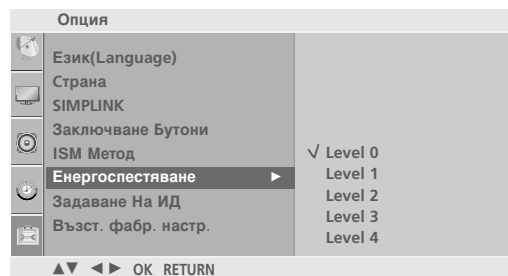 Опция
Език(Language)
Страна
SIMPLINK
Заключване Бутони
ISM Метод
Енергоспестяване ►
Задаване На ИД
Възст. фабр. настр.
√ Level 0
Level 1
Level 2
Level 3
Level 4
▲▼ ◄► OK RETURN